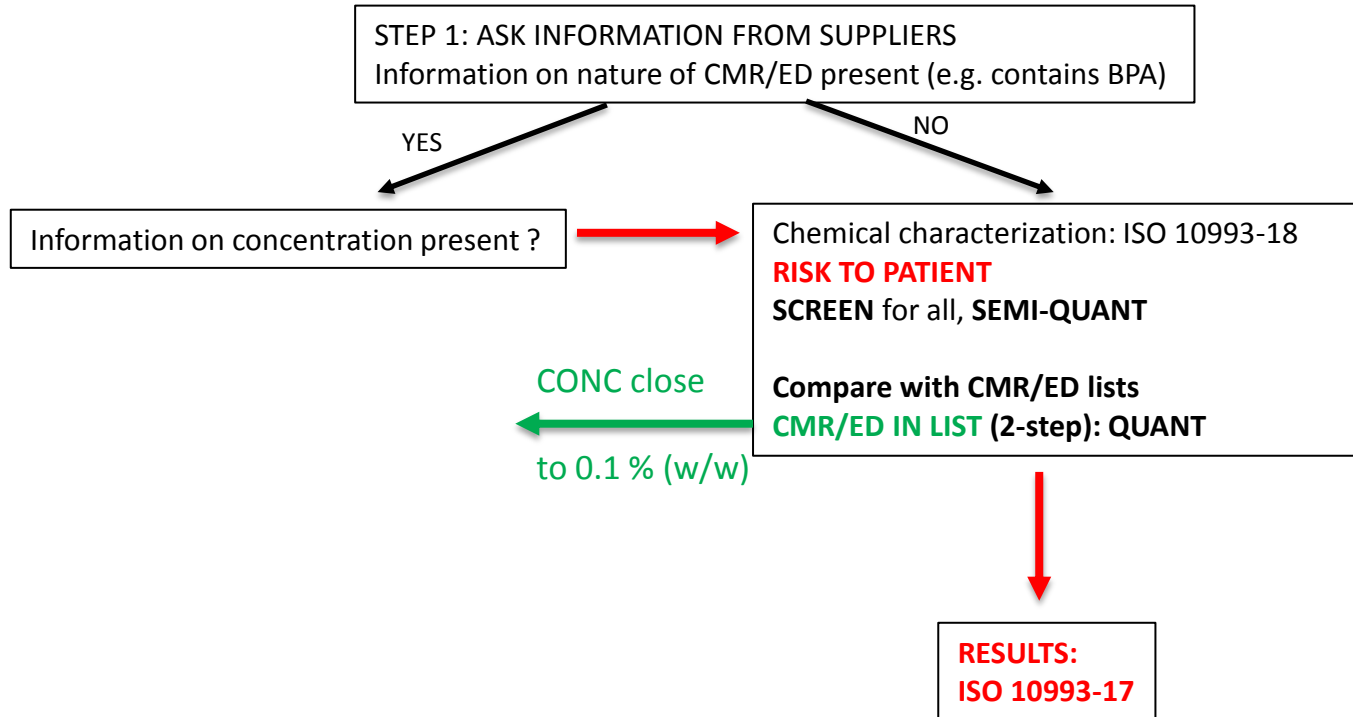 STEP 1: ASK INFORMATION FROM SUPPLIERS
Information on nature of CMR/ED present (e.g. contains BPA)
YES
NO
Information on concentration present ?
Chemical characterization: ISO 10993-18
RISK TO PATIENT
SCREEN for all, SEMI-QUANT
Compare with CMR/ED lists
CMR/ED IN LIST (2-step): QUANT
CONC close
to 0.1 % (w/w)
RESULTS:
ISO 10993-17